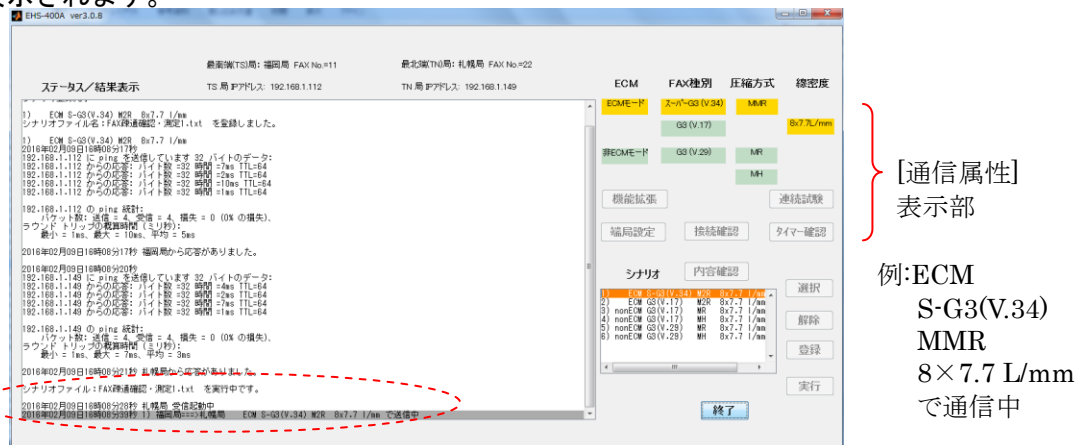 示されます。
EHS-400A ver3.0.8
最南端(TS)局: 福岡局 FAX No.=11
最北端(TN)局: 札幌局 FAX No.=22
ステータス／結果表示
TS 局 IPアドレス: 192.168.1.112
TN 局 IPアドレス: 192.168.1.149
ECM
FAX種別
圧縮方式
線密度
1) ECM S-G3(V.34) M2R 8x7.7 l/mm
シナリオファイル名：FAX疎通確認・測定1.txt を登録しました。
1) ECM S-G3(V.34) M2R 8x7.7 l/mm
2016年02月09日16時08分17秒
192.168.1.112 に ping を送信しています 32 バイトのデータ:
192.168.1.112 からの応答: バイト数 =32 時間 =7ms TTL=64
192.168.1.112 からの応答: バイト数 =32 時間 =2ms TTL=64
192.168.1.112 からの応答: バイト数 =32 時間 =10ms TTL=64
192.168.1.112 からの応答: バイト数 =32 時間 =1ms TTL=64
192.168.1.112 の ping 統計:
パケット数: 送信 = 4、受信 = 4、損失 = 0 (0% の損失)、
ラウンド トリップの概算時間 (ミリ秒):
最小 = 1ms、最大 = 10ms、平均 = 5ms
2016年02月09日16時08分17秒 福岡局から応答がありました。
2016年02月09日16時08分20秒
192.168.1.149 に ping を送信しています 32 バイトのデータ:
192.168.1.149 からの応答: バイト数 =32 時間 =4ms TTL=64
192.168.1.149 からの応答: バイト数 =32 時間 =2ms TTL=64
192.168.1.149 からの応答: バイト数 =32 時間 =7ms TTL=64
192.168.1.149 からの応答: バイト数 =32 時間 =1ms TTL=64
192.168.1.149 の ping 統計:
パケット数: 送信 = 4、受信 = 4、損失 = 0 (0% の損失)、
ラウンド トリップの概算時間 (ミリ秒):
最小 = 1ms、最大 = 7ms、平均 = 3ms
2016年02月09日16時08分21秒 札幌局から応答がありました。
シナリオファイル：FAX疎通確認・測定1.txt を実行中です。
2016年02月09日16時08分28秒 札幌局 受信起動中
2016年02月09日16時08分39秒 1) 福岡局===>札幌局 ECM S-G3(V.34) M2R 8x7.7 l/mm で送信中
ECMモード
スーパーG3 (V.34)
MMR
G3 (V.17)
8x7.7L/mm
非ECMモード
G3 (V.29)
MR
MH
機能拡張
連続試験
端局設定
接続確認
タイマー確認
シナリオ
内容確認
1) ECM S-G3(V.34) M2R 8x7.7 l/mm
2) ECM G3(V.17) M2R 8x7.7 l/mm
3) nonECM G3(V.17) MR 8x7.7 l/mm
4) nonECM G3(V.17) MH 8x7.7 l/mm
5) nonECM G3(V.29) MR 8x7.7 l/mm
6) nonECM G3(V.29) MH 8x7.7 l/mm
選択
解除
登録
実行
終了
[通信属性]
表示部
例:ECM
S-G3(V.34)
MMR
8×7.7 L/mm
で通信中